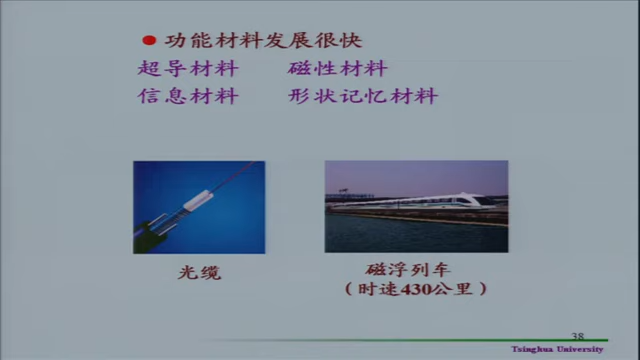 功能材料发展很快
超导材料 磁性材料
信息材料 形状记忆材料
光缆
磁浮列车
（时速430公里）
38
Tsinghua University